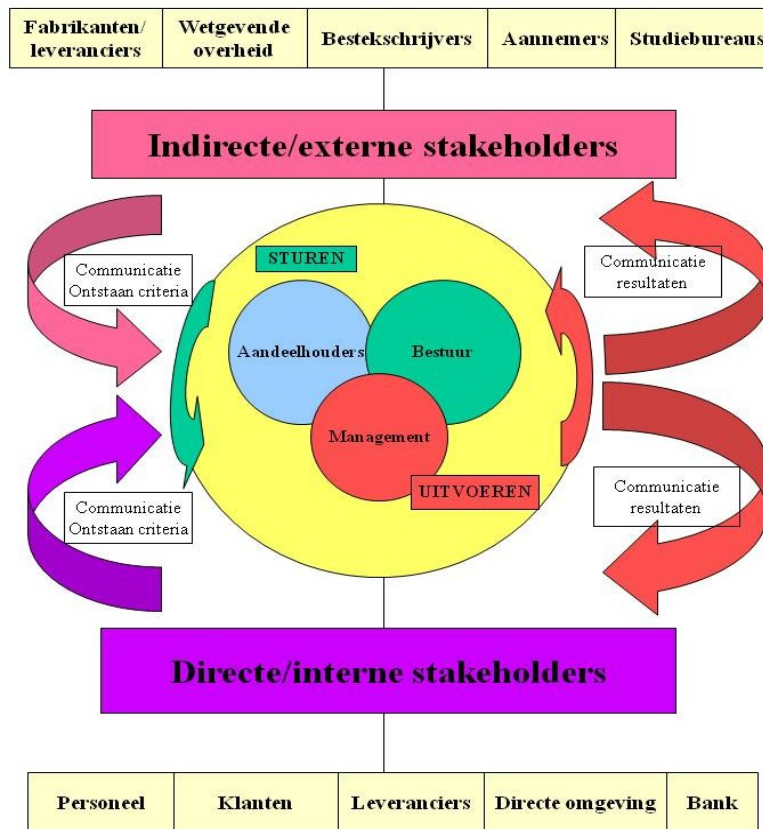 Fabrikanten/
leveranciers
Wetgevende
overheid
Bestekschrijvers
Aannemers
Studiebureaus
Indirecte/externe stakeholders
Communicatie
Ontstaan criteria
STUREN
Communicatie
resultaten
Aandeelhouders
Bestuur
Management
UITVOEREN
Communicatie
Ontstaan criteria
Communicatie
resultaten
Directe/interne stakeholders
Personeel
Klanten
Leveranciers
Directe omgeving
Bank